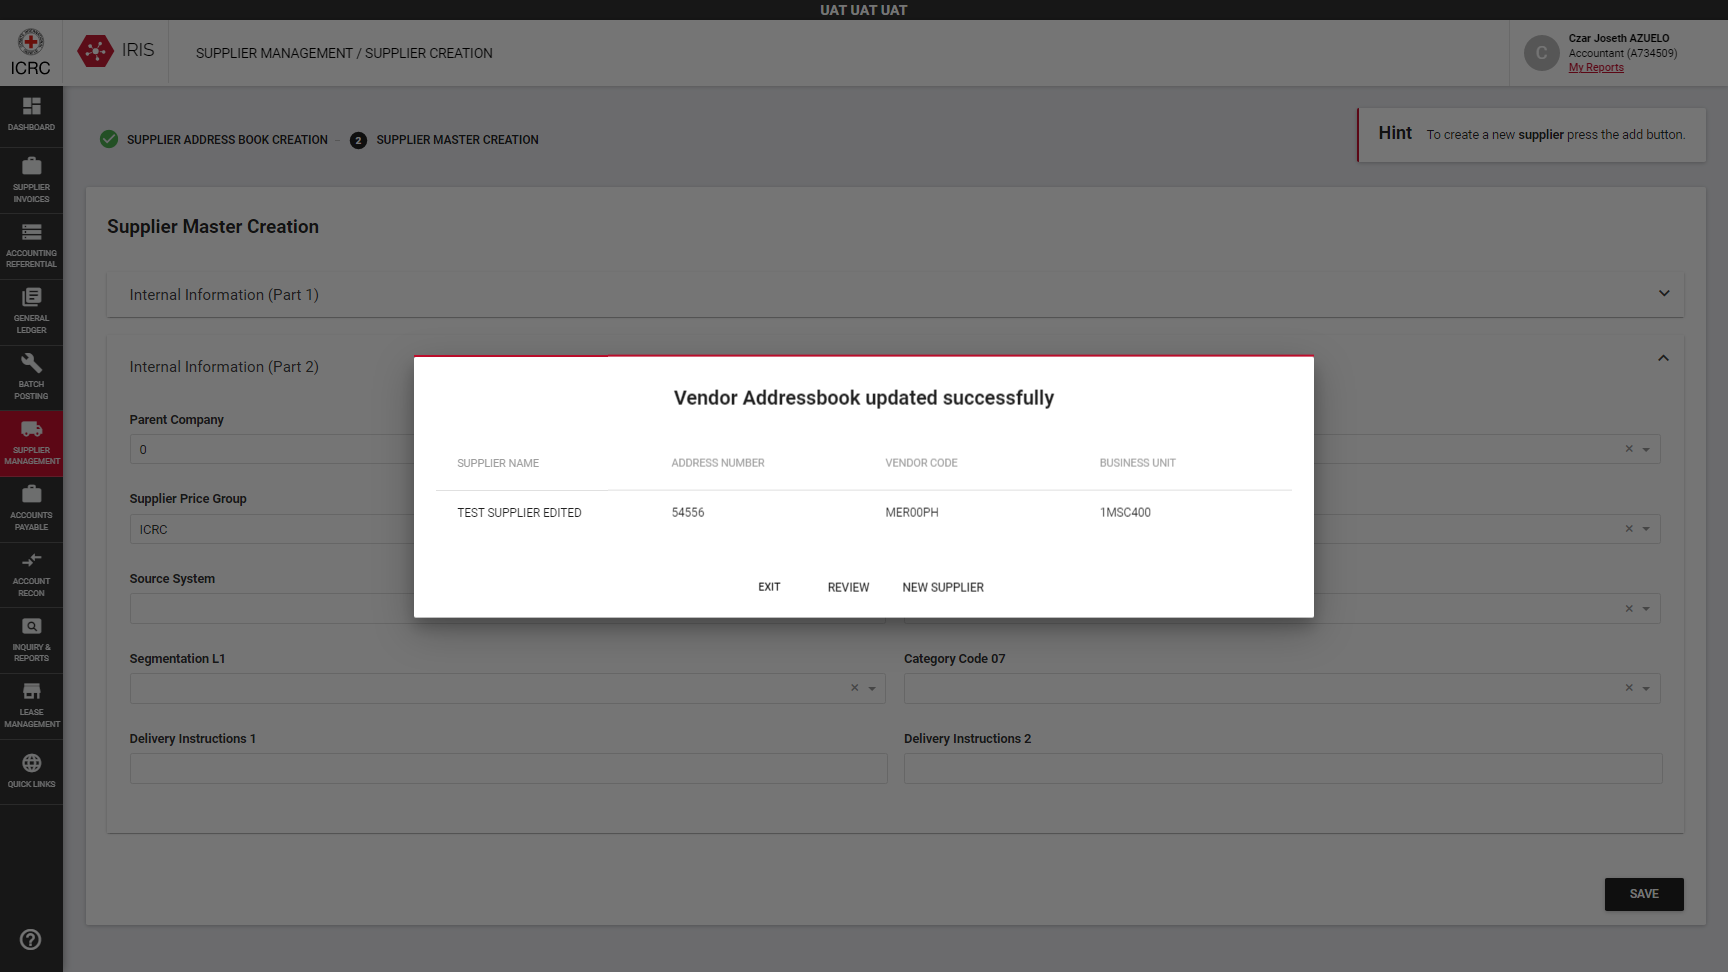 UAT UAT UAT
ICRC
IRIS
SUPPLIER MANAGEMENT / SUPPLIER CREATION
C
Czar Joseth AZUELO
Accountant (A734509)
My Reports
DASHBOARD
SUPPLIER
INVOICES
ACCOUNTING
REFERENTIAL
GENERAL
LEDGER
BATCH
POSTING
SUPPLIER
MANAGEMENT
ACCOUNTS
PAYABLE
ACCOUNT
RECON
INQUIRY &
REPORTS
LEASE
MANAGEMENT
QUICK LINKS
SUPPLIER ADDRESS BOOK CREATION
2 SUPPLIER MASTER CREATION
Hint To create a new supplier press the add button.
Supplier Master Creation
Internal Information (Part 1)
Internal Information (Part 2)
Parent Company
0
Supplier Price Group
ICRC
Source System
Segmentation L1
Category Code 07
Delivery Instructions 1
Delivery Instructions 2
SAVE
Vendor Addressbook updated successfully
SUPPLIER NAME ADDRESS NUMBER VENDOR CODE BUSINESS UNIT
TEST SUPPLIER EDITED 54556 MER00PH 1MSC400
EXIT REVIEW NEW SUPPLIER